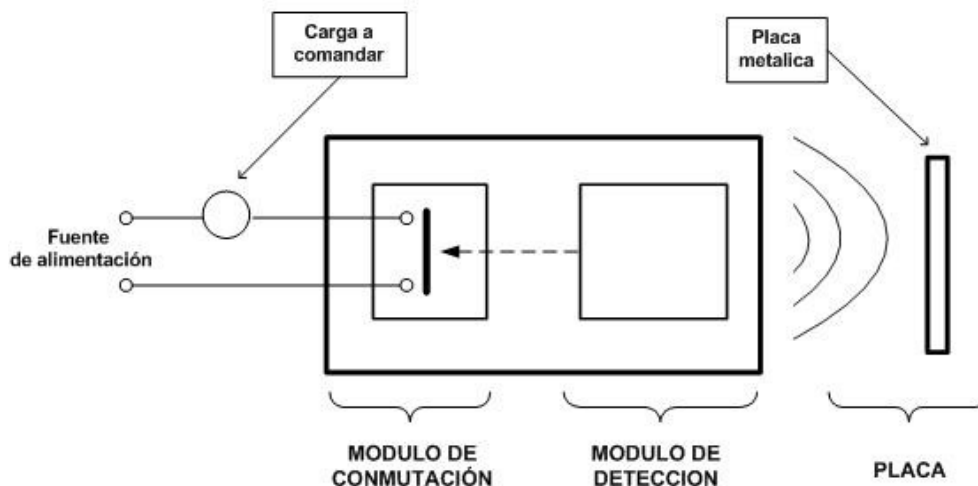 Carga a
comandar
Placa
metalica
Fuente
de alimentación
MODULO DE
CONMUTACIÓN
MODULO DE
DETECCION
PLACA